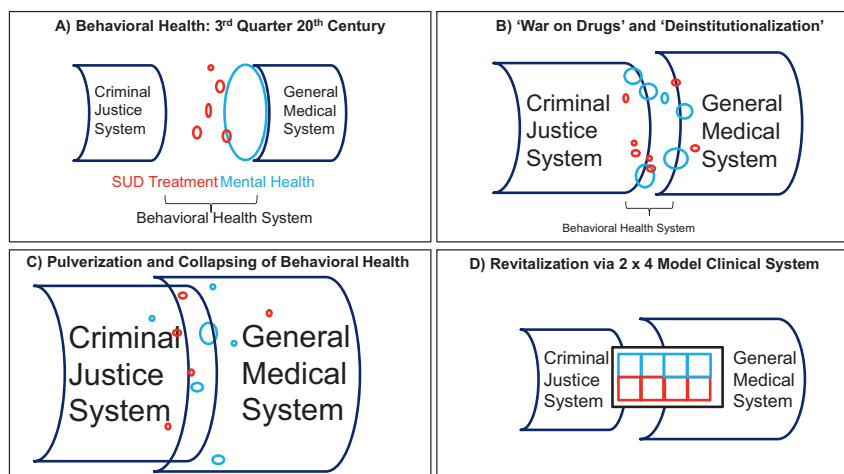 A) Behavioral Health: 3rd Quarter 20th Century
Criminal
Justice
System
General
Medical
System
SUD Treatment Mental Health
Behavioral Health System
B) ‘War on Drugs’ and ‘Deinstitutionalization’
Criminal
Justice
System
General
Medical
System
Behavioral Health System
C) Pulverization and Collapsing of Behavioral Health
Criminal
Justice
System
General
Medical
System
D) Revitalization via 2 x 4 Model Clinical System
Criminal
Justice
System
General
Medical
System